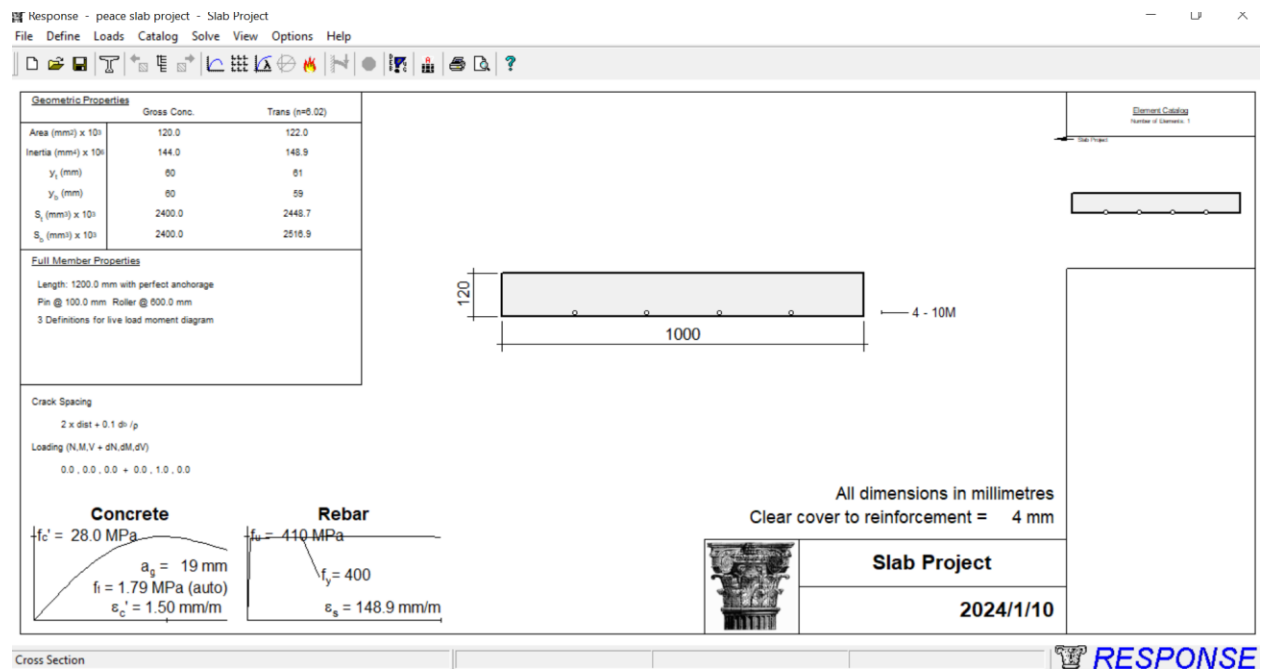 Response - peace slab project - Slab Project
File Define Loads Catalog Solve View Options Help
Geometric Properties
Gross Conc. Trans (n=6.02)
Area (mm²) x 10³ 120.0 122.0
Inertia (mm⁴) x 10⁶ 144.0 148.9
yt (mm) 60 61
yb (mm) 60 59
St (mm³) x 10³ 2400.0 2448.7
Sb (mm³) x 10³ 2400.0 2516.9
Full Member Properties
Length: 1200.0 mm with perfect anchorage
Pin @ 100.0 mm Roller @ 600.0 mm
3 Definitions for live load moment diagram
Crack Spacing
2 x dist + 0.1 db /ρ
Loading (N,M,V + dN,dM,dV)
0.0 , 0.0 , 0.0 + 0.0 , 1.0 , 0.0
Concrete
fc' = 28.0 MPa
ag = 19 mm
ft = 1.79 MPa (auto)
εc' = 1.50 mm/m
Rebar
fu = 410 MPa
fy = 400
εs = 148.9 mm/m
120
1000
4 - 10M
All dimensions in millimetres
Clear cover to reinforcement = 4 mm
Slab Project
2024/1/10
Element Catalog
Number of Elements: 1
Slab Project
Cross Section
RESPONSE